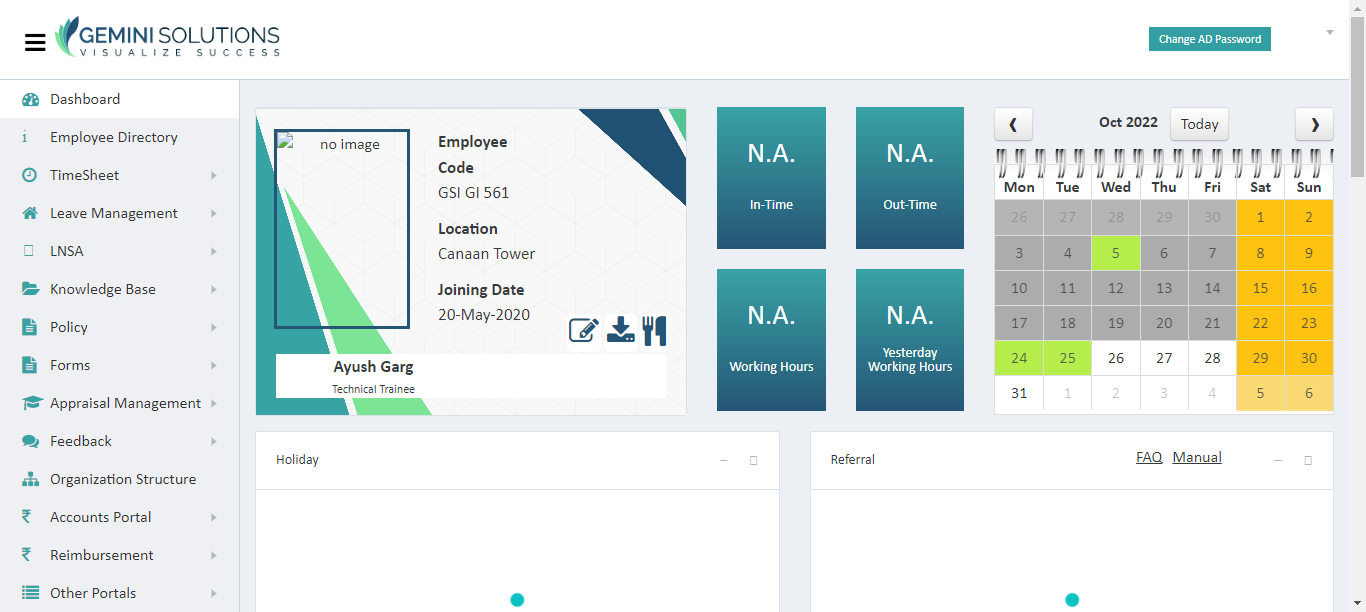 GEMINI SOLUTIONS
VISUALIZE SUCCESS
Change AD Password
Dashboard
Employee Directory
TimeSheet
Leave Management
LNSA
Knowledge Base
Policy
Forms
Appraisal Management
Feedback
Organization Structure
Accounts Portal
Reimbursement
Other Portals
no image
Employee
Code
GSI GI 561
Location
Canaan Tower
Joining Date
20-May-2020
Ayush Garg
Technical Trainee
N.A.
In-Time
N.A.
Out-Time
N.A.
Working Hours
N.A.
Yesterday
Working Hours
Oct 2022
Today
Mon Tue Wed Thu Fri Sat Sun
26 27 28 29 30 1 2
3 4 5 6 7 8 9
10 11 12 13 14 15 16
17 18 19 20 21 22 23
24 25 26 27 28 29 30
31 1 2 3 4 5 6
Holiday
Referral
FAQ Manual